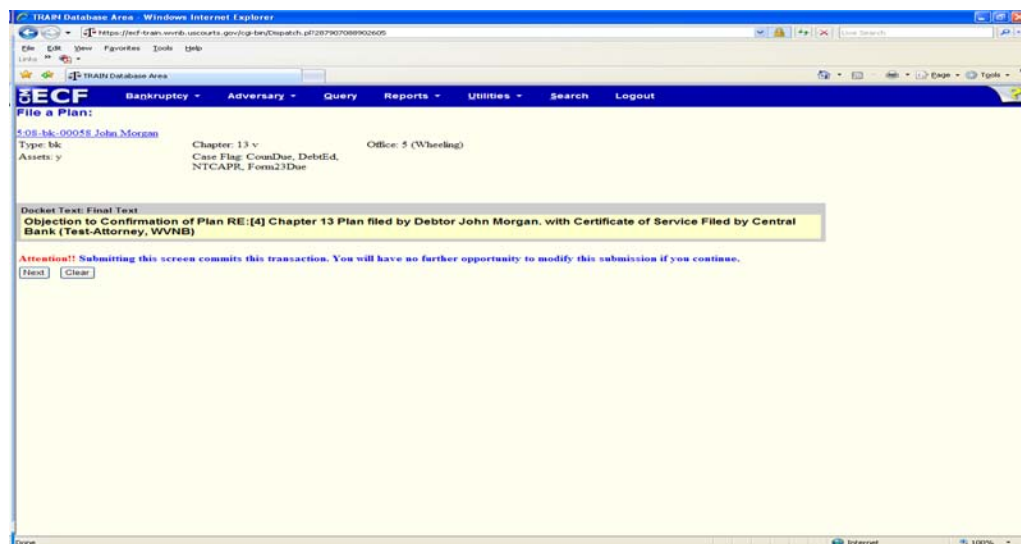 TRAIN Database Area - Windows Internet Explorer
https://ecf-train.wvnb.uscourts.gov/cgi-bin/Dispatch.pl?287907088902605
Live Search
File Edit View Favorites Tools Help
Links
TRAIN Database Area
Page Tools
ECF Bankruptcy Adversary Query Reports Utilities Search Logout
File a Plan:
5:08-bk-00058 John Morgan
Type: bk Chapter: 13 v Office: 5 (Wheeling)
Assets: y Case Flag: CounDue, DebtEd,
NTCAPR, Form23Due
Docket Text: Final Text
Objection to Confirmation of Plan RE:[4] Chapter 13 Plan filed by Debtor John Morgan. with Certificate of Service Filed by Central
Bank (Test-Attorney, WVNB)
Attention!! Submitting this screen commits this transaction. You will have no further opportunity to modify this submission if you continue.
Next Clear
Done Internet 100%